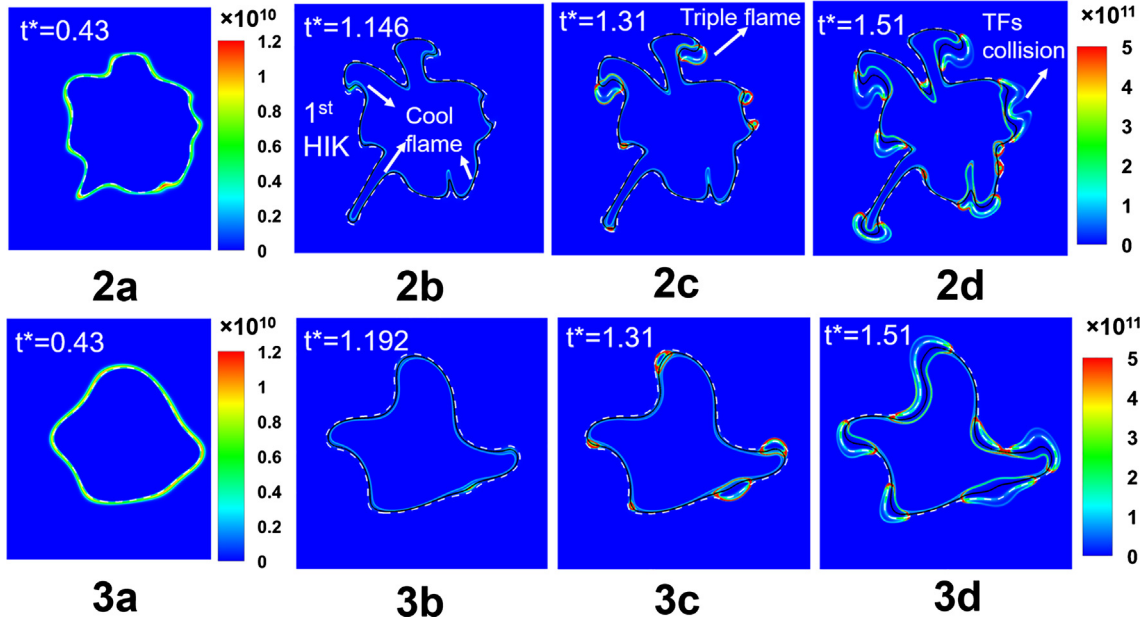 t*=0.43
×10¹⁰
1.2
1.0
0.8
0.6
0.4
0.2
0
t*=1.146
1st
HIK
Cool
flame
t*=1.31
Triple flame
t*=1.51
TFs
collision
×10¹¹
5
4
3
2
1
0
2a
2b
2c
2d
t*=0.43
×10¹⁰
1.2
1.0
0.8
0.6
0.4
0.2
0
t*=1.192
t*=1.31
t*=1.51
×10¹¹
5
4
3
2
1
0
3a
3b
3c
3d